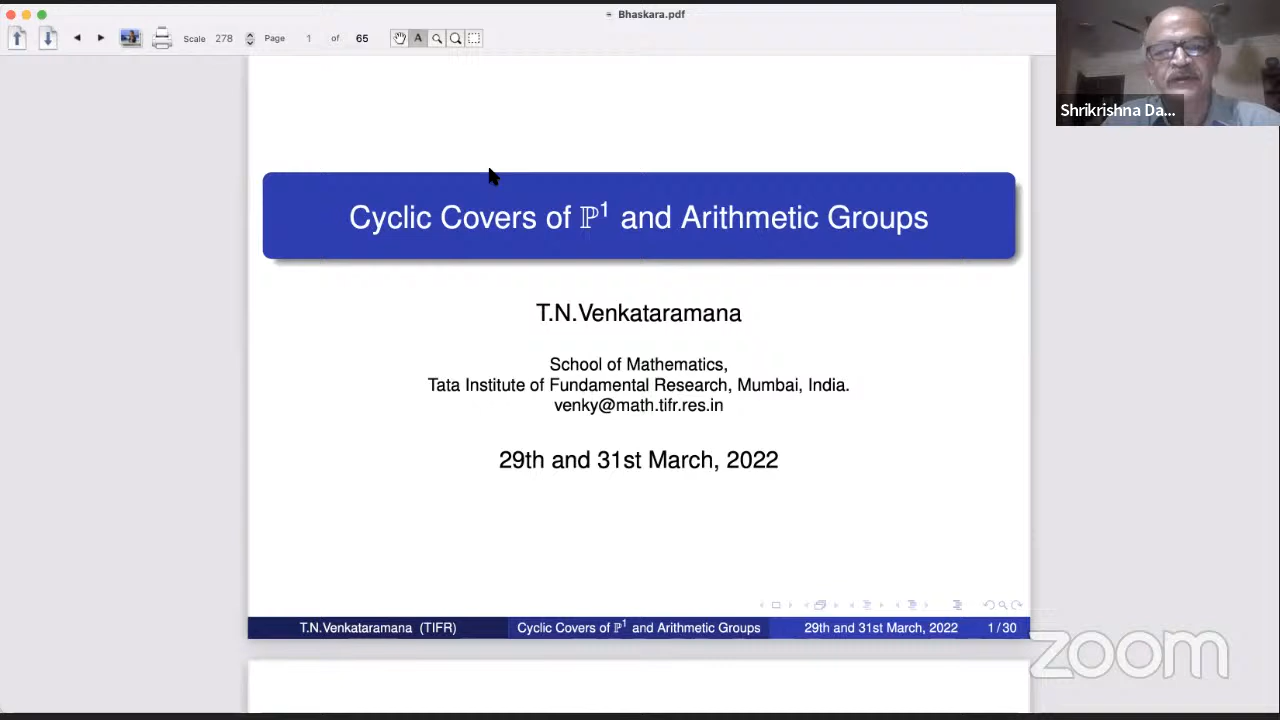 Bhaskara.pdf
Scale 278 Page 1 of 65
A
Shrikrishna Da...
Cyclic Covers of ℙ¹ and Arithmetic Groups
T.N.Venkataramana
School of Mathematics,
Tata Institute of Fundamental Research, Mumbai, India.
venky@math.tifr.res.in
29th and 31st March, 2022
T.N.Venkataramana (TIFR) Cyclic Covers of ℙ¹ and Arithmetic Groups 29th and 31st March, 2022 1 / 30
zoom